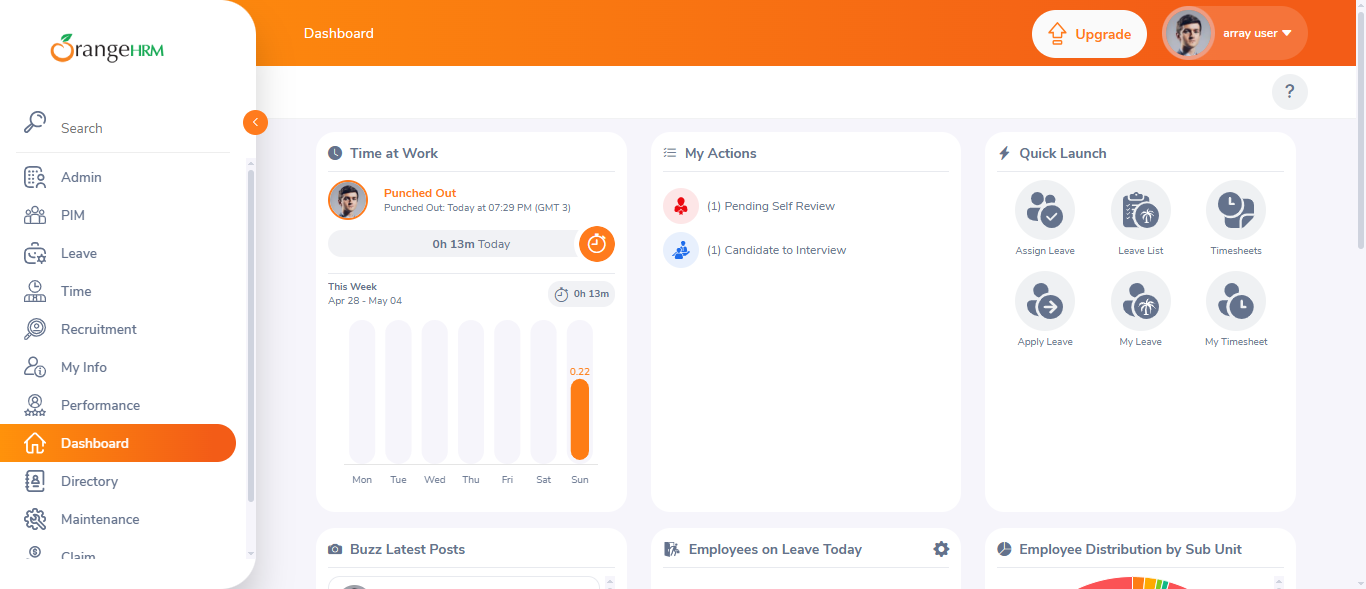 OrangeHRM
Dashboard
Upgrade
array user
?
Search
Admin
PIM
Leave
Time
Recruitment
My Info
Performance
Dashboard
Directory
Maintenance
Claim
Time at Work
Punched Out
Punched Out: Today at 07:29 PM (GMT 3)
0h 13m Today
This Week
Apr 28 - May 04
0h 13m
0.22
Mon Tue Wed Thu Fri Sat Sun
My Actions
(1) Pending Self Review
(1) Candidate to Interview
Quick Launch
Assign Leave Leave List Timesheets
Apply Leave My Leave My Timesheet
Buzz Latest Posts
Employees on Leave Today
Employee Distribution by Sub Unit